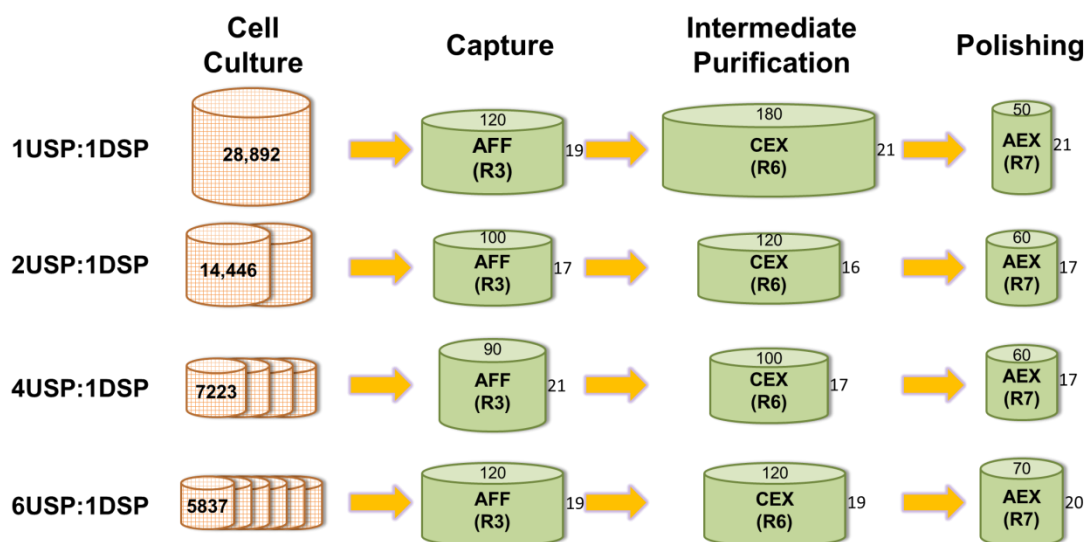 Cell
Culture
Capture
Intermediate
Purification
Polishing
1USP:1DSP
28,892
120
AFF
(R3)
19
180
CEX
(R6)
21
50
AEX
(R7)
21
2USP:1DSP
14,446
100
AFF
(R3)
17
120
CEX
(R6)
16
60
AEX
(R7)
17
4USP:1DSP
7223
90
AFF
(R3)
21
100
CEX
(R6)
17
60
AEX
(R7)
17
6USP:1DSP
5837
120
AFF
(R3)
19
120
CEX
(R6)
19
70
AEX
(R7)
20